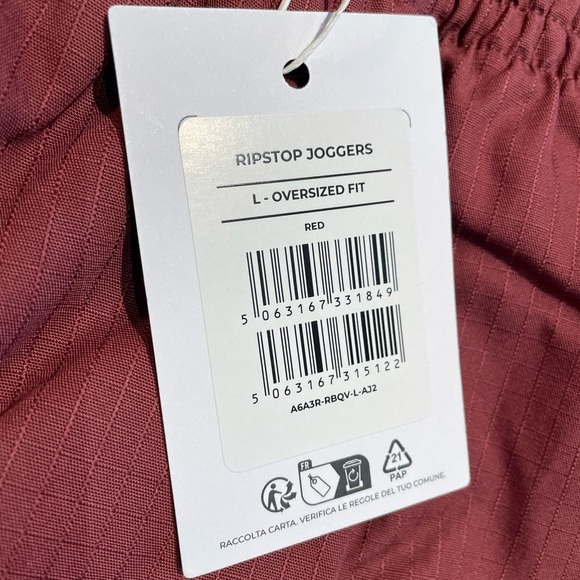 RIPSTOP JOGGERS
L - OVERSIZED FIT
RED
5 063167 331849
5 063167 315122
A6A3R-RBQV-L-AJ2
FR
21
PAP
RACCOLTA CARTA. VERIFICA LE REGOLE DEL TUO COMUNE.